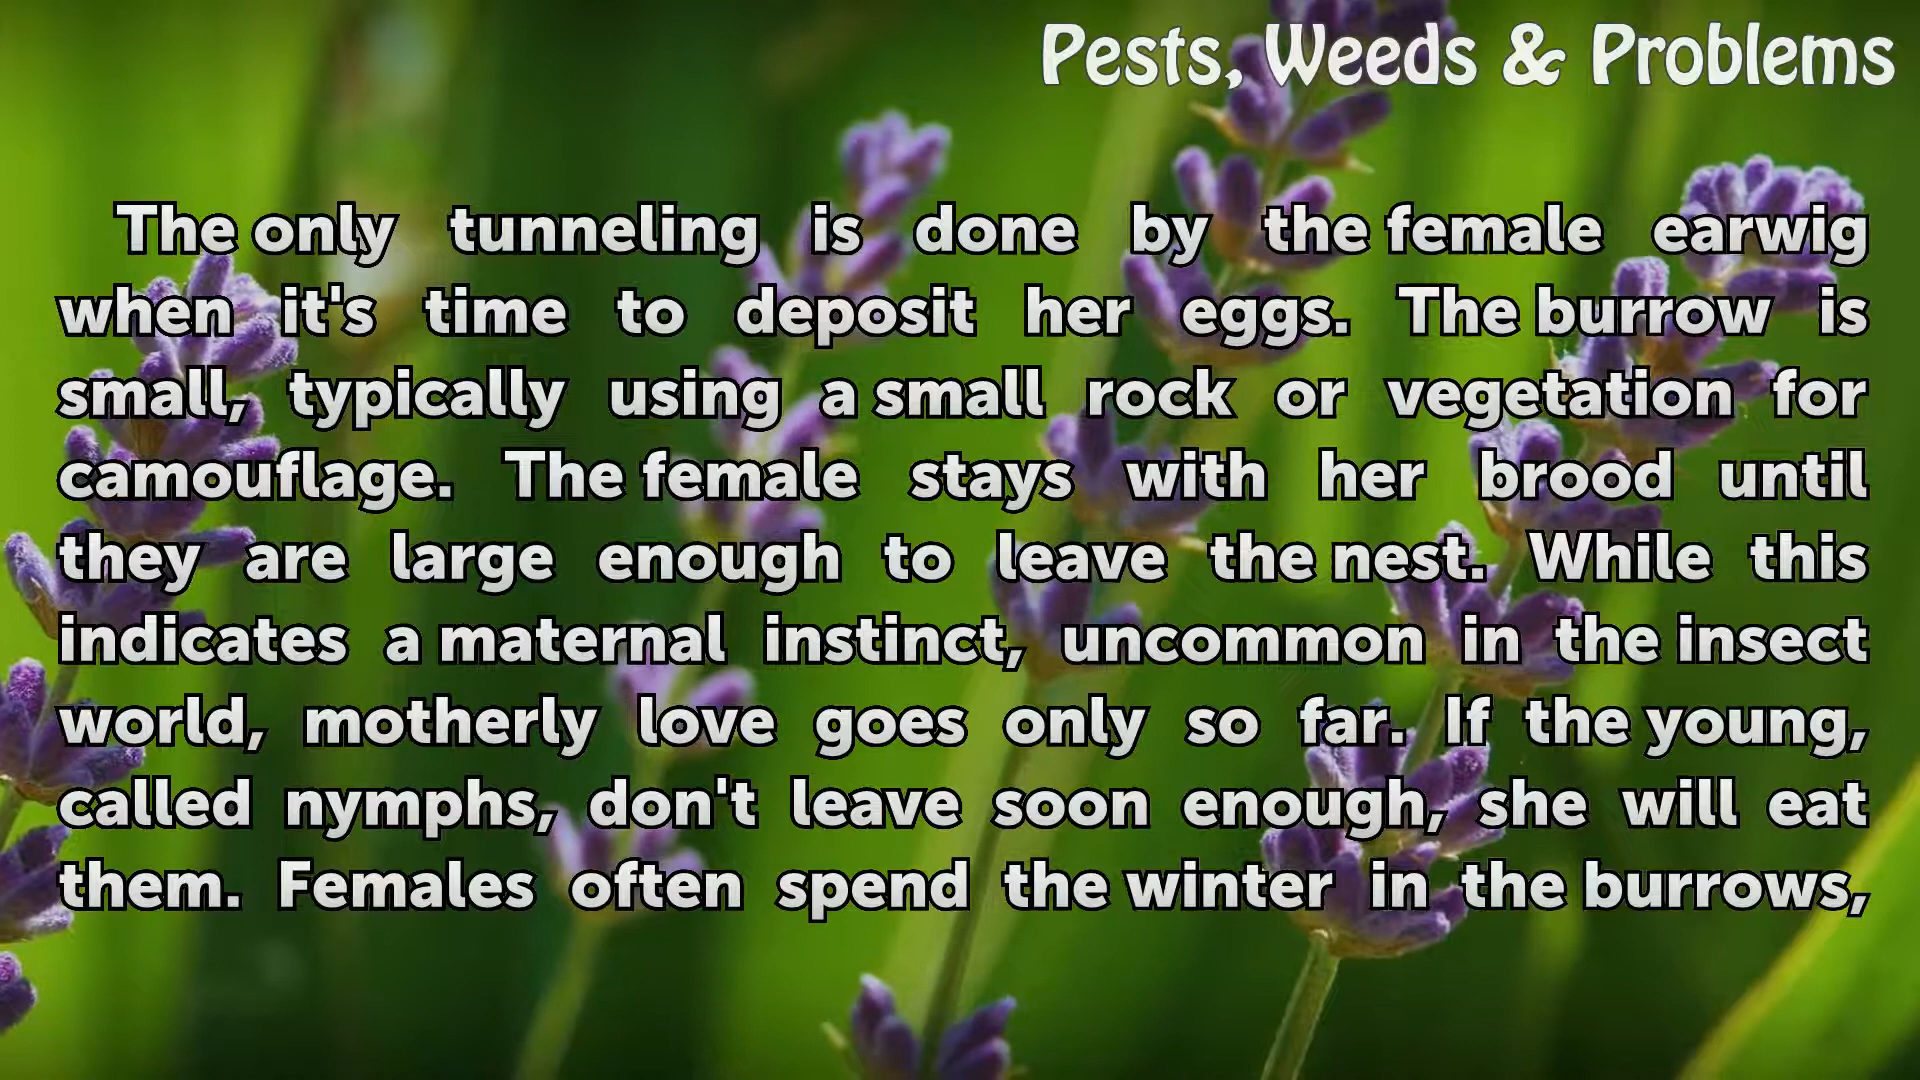 Pests, Weeds & Problems
The only tunneling is done by the female earwig
when it's time to deposit her eggs. The burrow is
small, typically using a small rock or vegetation for
camouflage. The female stays with her brood until
they are large enough to leave the nest. While this
indicates a maternal instinct, uncommon in the insect
world, motherly love goes only so far. If the young,
called nymphs, don't leave soon enough, she will eat
them. Females often spend the winter in the burrows,